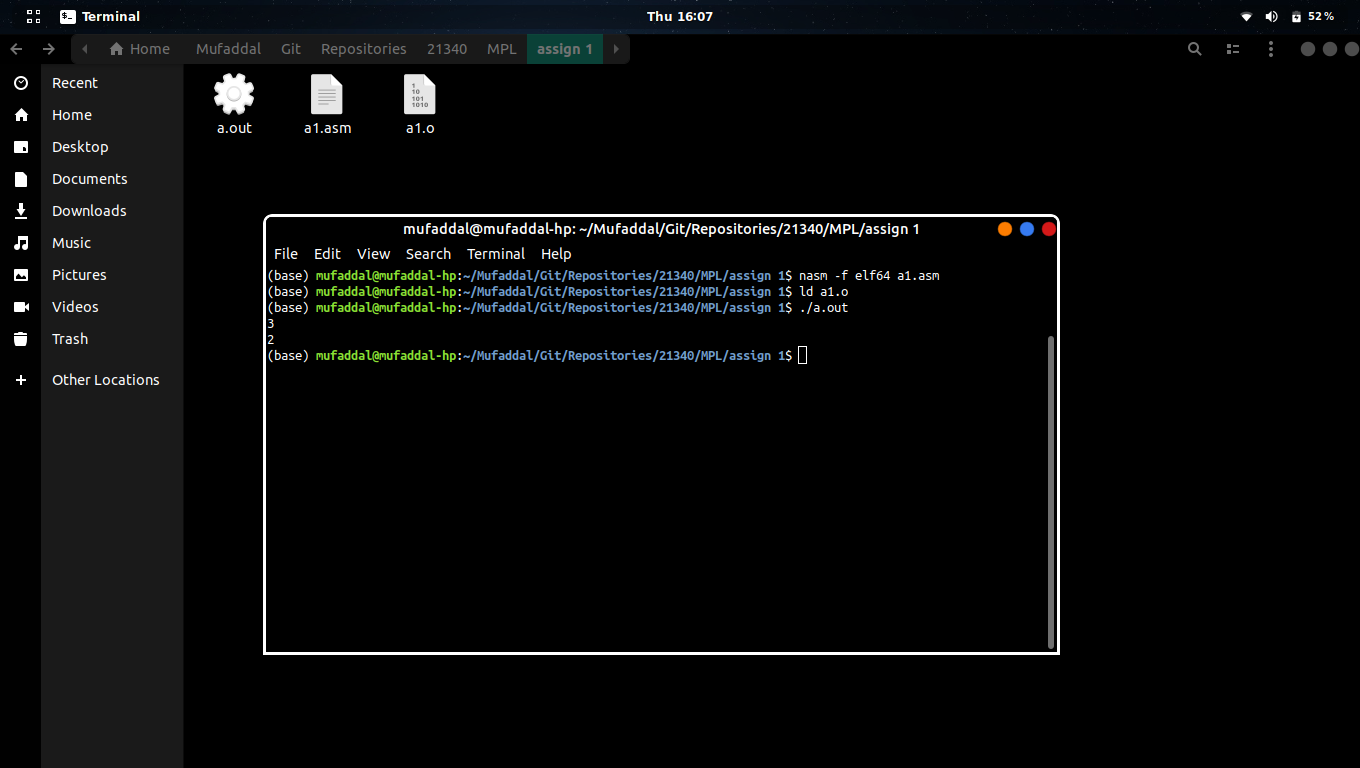 Terminal
Thu 16:07
52 %
Home Mufaddal Git Repositories 21340 MPL assign 1
Recent
Home
Desktop
Documents
Downloads
Music
Pictures
Videos
Trash
Other Locations
a.out a1.asm a1.o
1
10
101
1010
mufaddal@mufaddal-hp: ~/Mufaddal/Git/Repositories/21340/MPL/assign 1
File Edit View Search Terminal Help
(base) mufaddal@mufaddal-hp:~/Mufaddal/Git/Repositories/21340/MPL/assign 1$ nasm -f elf64 a1.asm
(base) mufaddal@mufaddal-hp:~/Mufaddal/Git/Repositories/21340/MPL/assign 1$ ld a1.o
(base) mufaddal@mufaddal-hp:~/Mufaddal/Git/Repositories/21340/MPL/assign 1$ ./a.out
3
2
(base) mufaddal@mufaddal-hp:~/Mufaddal/Git/Repositories/21340/MPL/assign 1$